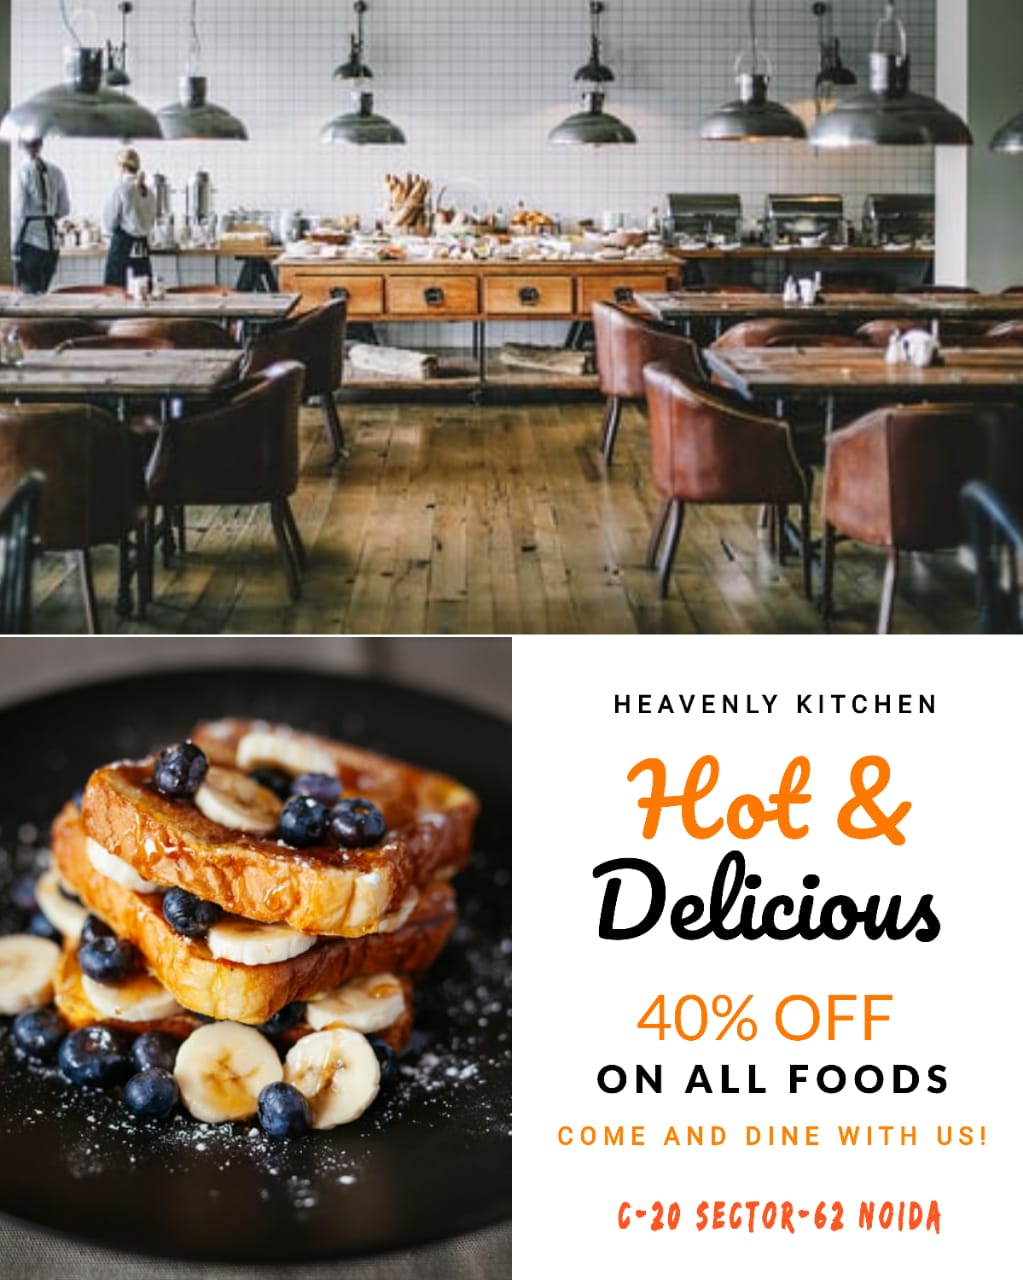 HEAVENLY KITCHEN
Hot &
Delicious
40% OFF
ON ALL FOODS
COME AND DINE WITH US!
C-20 SECTOR-62 NOIDA